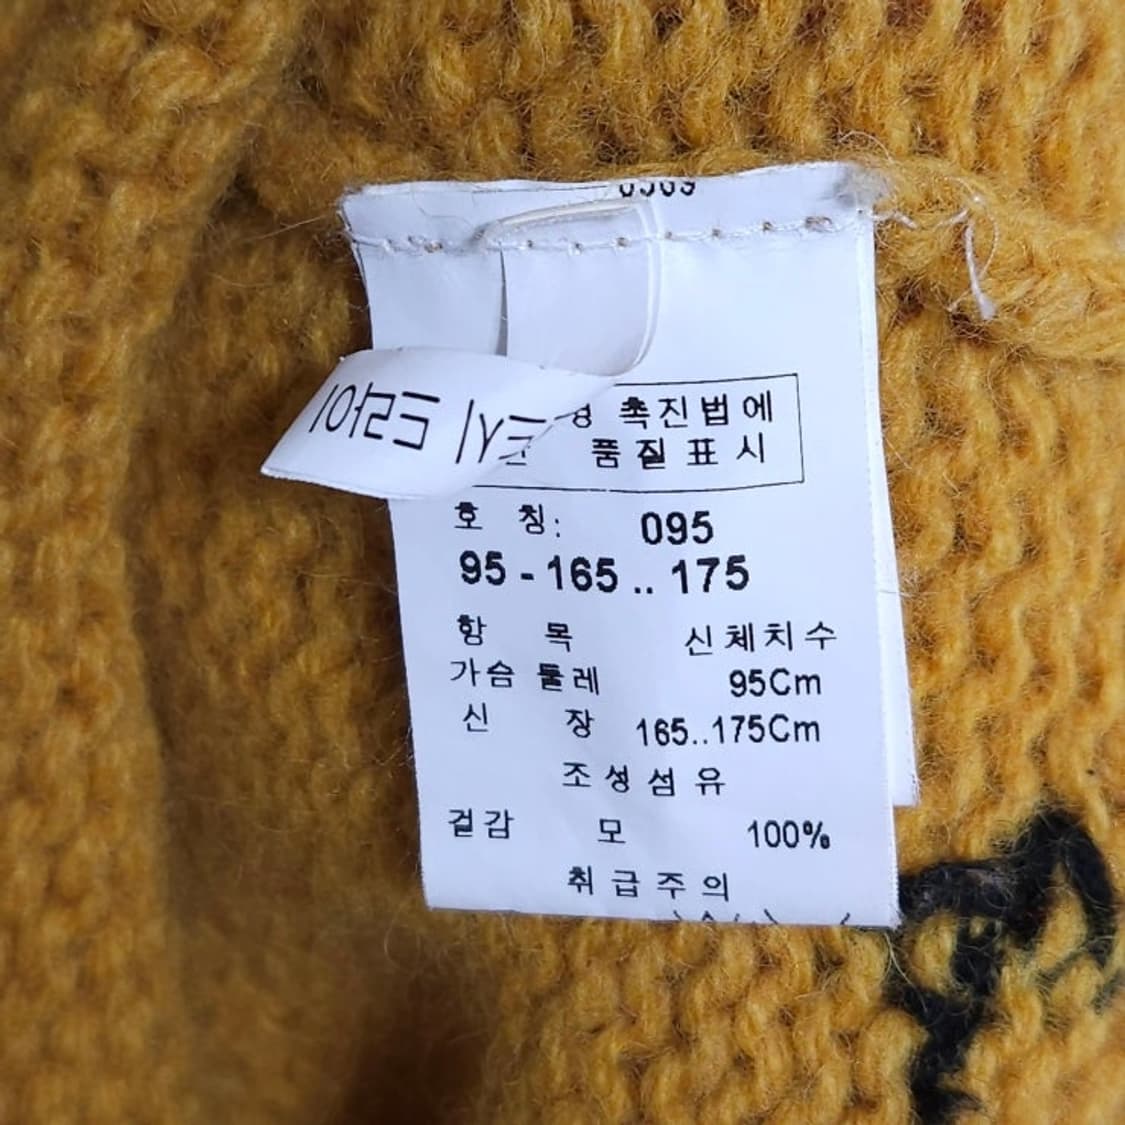 촉진법에
품질표시
호 칭: 095
95 - 165 .. 175
항 목 신체치수
가슴 둘레 95Cm
신 장 165..175Cm
조성섬유
겉감 모 100%
취급주의